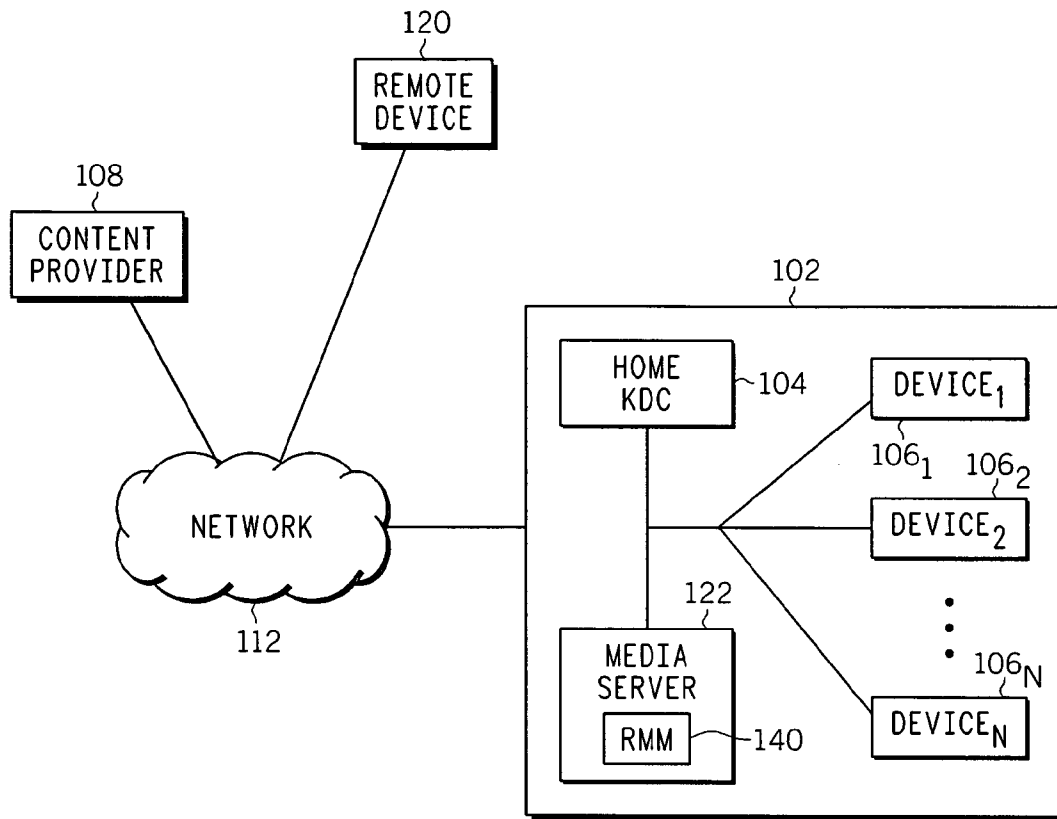 120
REMOTE
DEVICE
108
CONTENT
PROVIDER
102
HOME
KDC
104
DEVICE₁
106₁
106₂
DEVICE₂
NETWORK
112
122
MEDIA
SERVER
RMM
140
106N
DEVICEN